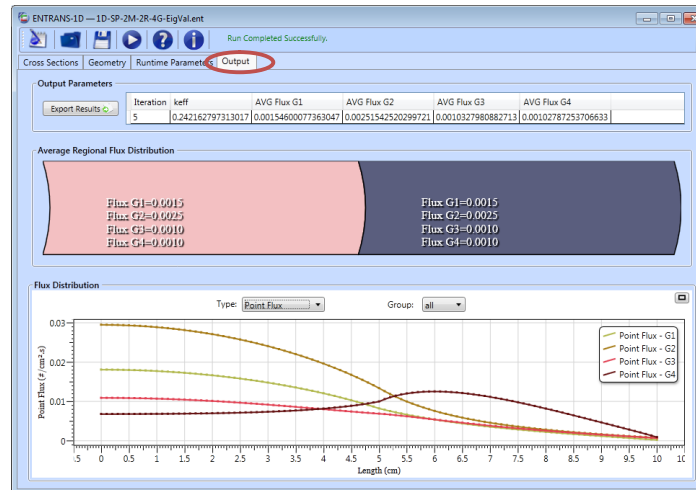 ENTRANS-1D — 1D-SP-2M-2R-4G-EigVal.ent
Run Completed Successfully.
Cross Sections Geometry Runtime Parameters Output
Output Parameters
Export Results
Iteration keff AVG Flux G1 AVG Flux G2 AVG Flux G3 AVG Flux G4
5 0.242162797313017 0.00154600077363047 0.00251542520299721 0.0010327980882713 0.00102787253706633
Average Regional Flux Distribution
Flux G1=0.0015 Flux G1=0.0015
Flux G2=0.0025 Flux G2=0.0025
Flux G3=0.0010 Flux G3=0.0010
Flux G4=0.0010 Flux G4=0.0010
Flux Distribution
Type: Point Flux Group: all
Point Flux (#/cm².s)
0.03
0.02
0.01
0
Point Flux - G1
Point Flux - G2
Point Flux - G3
Point Flux - G4
.5 0 0.5 1 1.5 2 2.5 3 3.5 4 4.5 5 5.5 6 6.5 7 7.5 8 8.5 9 9.5 10 10
Length (cm)